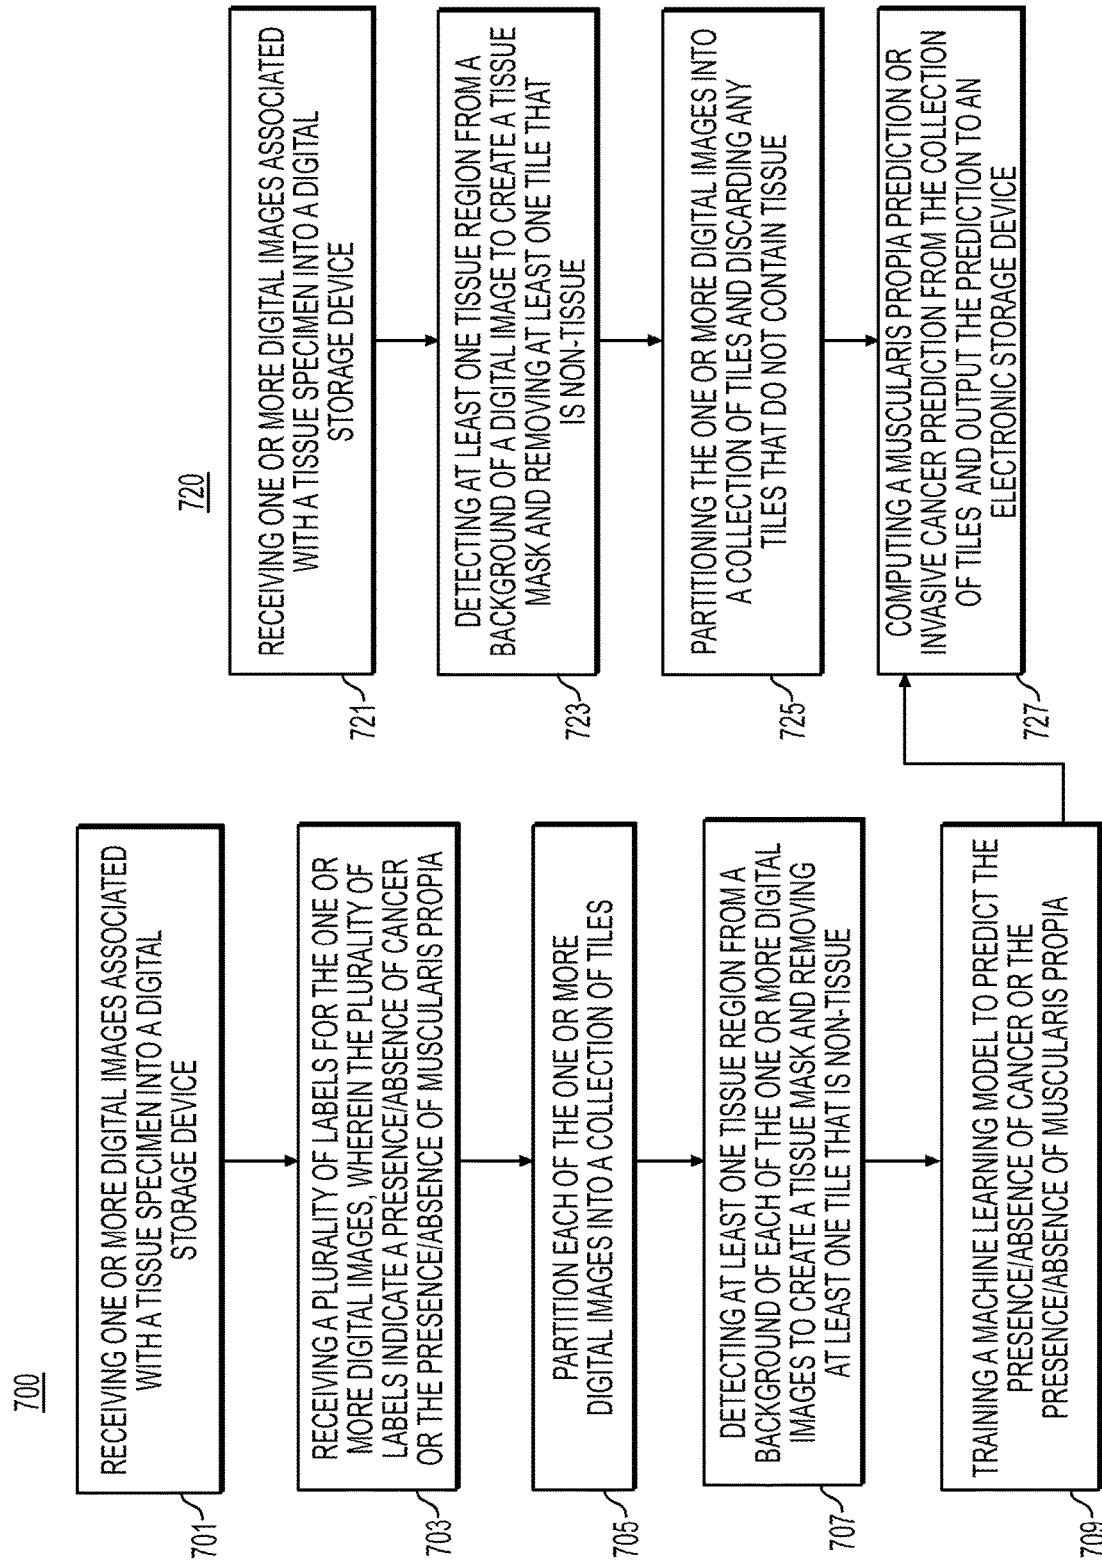 700
RECEIVING ONE OR MORE DIGITAL IMAGES ASSOCIATED
WITH A TISSUE SPECIMEN INTO A DIGITAL
STORAGE DEVICE
701
RECEIVING A PLURALITY OF LABELS FOR THE ONE OR
MORE DIGITAL IMAGES, WHEREIN THE PLURALITY OF
LABELS INDICATE A PRESENCE/ABSENCE OF CANCER
OR THE PRESENCE/ABSENCE OF MUSCULARIS PROPIA
703
PARTITION EACH OF THE ONE OR MORE
DIGITAL IMAGES INTO A COLLECTION OF TILES
705
DETECTING AT LEAST ONE TISSUE REGION FROM A
BACKGROUND OF EACH OF THE ONE OR MORE DIGITAL
IMAGES TO CREATE A TISSUE MASK AND REMOVING
AT LEAST ONE TILE THAT IS NON-TISSUE
707
TRAINING A MACHINE LEARNING MODEL TO PREDICT THE
PRESENCE/ABSENCE OF CANCER OR THE
PRESENCE/ABSENCE OF MUSCULARIS PROPIA
709
720
RECEIVING ONE OR MORE DIGITAL IMAGES ASSOCIATED
WITH A TISSUE SPECIMEN INTO A DIGITAL
STORAGE DEVICE
721
DETECTING AT LEAST ONE TISSUE REGION FROM A
BACKGROUND OF A DIGITAL IMAGE TO CREATE A TISSUE
MASK AND REMOVING AT LEAST ONE TILE THAT
IS NON-TISSUE
723
PARTITIONING THE ONE OR MORE DIGITAL IMAGES INTO
A COLLECTION OF TILES AND DISCARDING ANY
TILES THAT DO NOT CONTAIN TISSUE
725
COMPUTING A MUSCULARIS PROPIA PREDICTION OR
INVASIVE CANCER PREDICTION FROM THE COLLECTION
OF TILES AND OUTPUT THE PREDICTION TO AN
ELECTRONIC STORAGE DEVICE
727